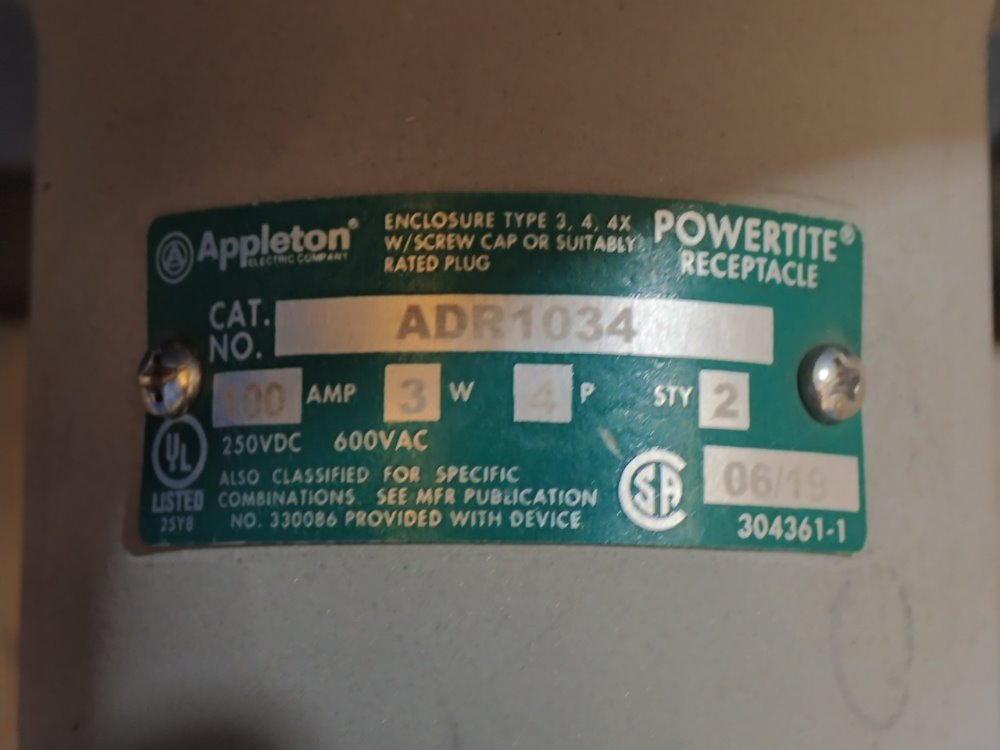 Appleton®
ELECTRIC COMPANY
ENCLOSURE TYPE 3, 4, 4X
W/SCREW CAP OR SUITABLY
RATED PLUG
POWERTITE®
RECEPTACLE
CAT. NO. ADR1034
100 AMP 3 W 4 P STY 2
250VDC 600VAC
UL
LISTED
2SY8
ALSO CLASSIFIED FOR SPECIFIC
COMBINATIONS. SEE MFR PUBLICATION
NO. 330086 PROVIDED WITH DEVICE
SA
06/19
304361-1